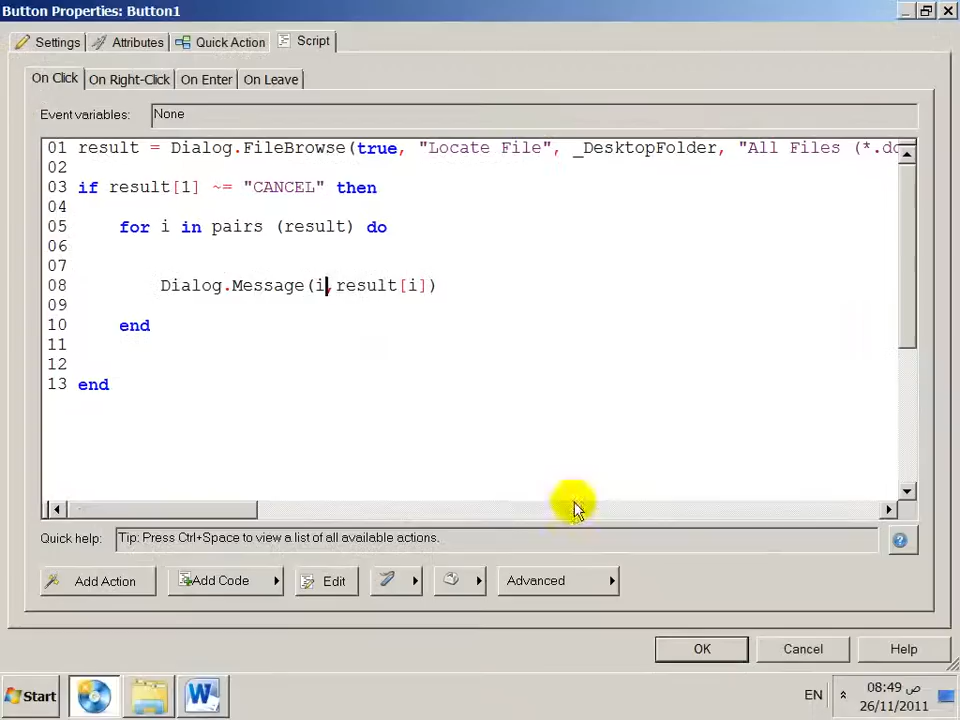 Button Properties: Button1
Settings Attributes Quick Action Script
On Click On Right-Click On Enter On Leave
Event variables: None
01 result = Dialog.FileBrowse(true, "Locate File", _DesktopFolder, "All Files (*.do
02
03 if result[1] ~= "CANCEL" then
04
05 for i in pairs (result) do
06
07
08 Dialog.Message(i,result[i])
09
10 end
11
12
13 end
Quick help: Tip: Press Ctrl+Space to view a list of all available actions.
Add Action Add Code Edit Advanced
OK Cancel Help
Start EN 08:49 ص
26/11/2011